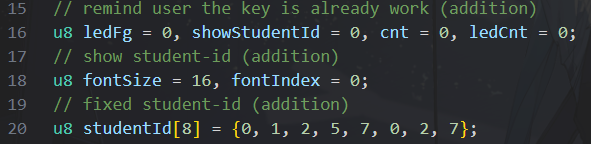 15 // remind user the key is already work (addition)
16 u8 ledFg = 0, showStudentId = 0, cnt = 0, ledCnt = 0;
17 // show student-id (addition)
18 u8 fontSize = 16, fontIndex = 0;
19 // fixed student-id (addition)
20 u8 studentId[8] = {0, 1, 2, 5, 7, 0, 2, 7};